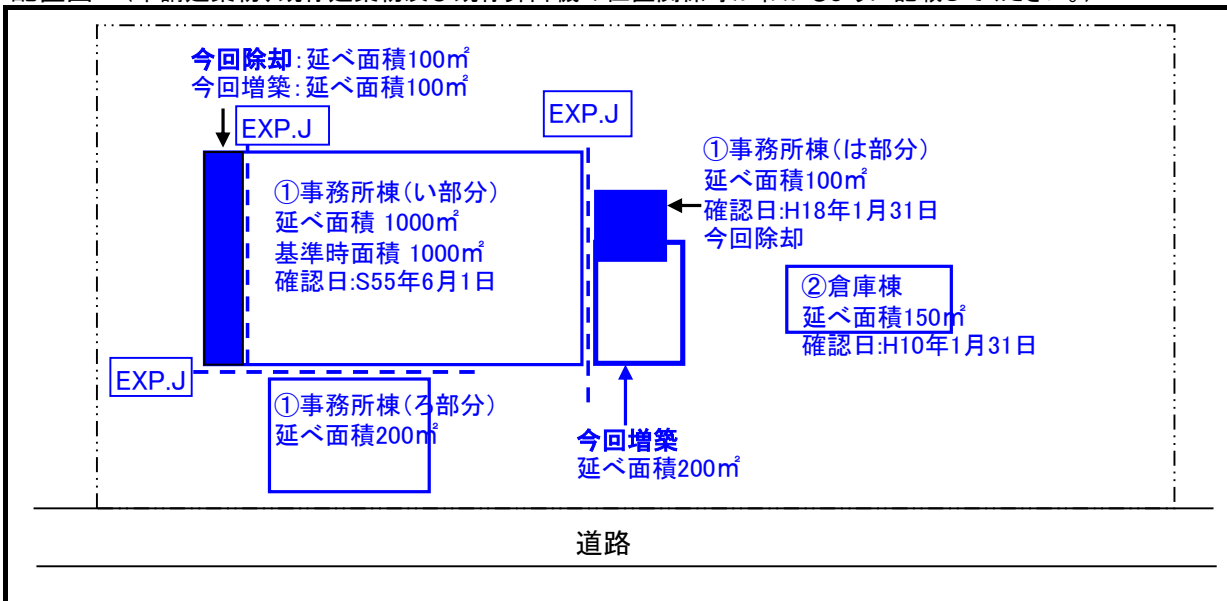 今回除却:延べ面積100㎡
今回増築:延べ面積100㎡
EXP.J
EXP.J
①事務所棟(い部分)
延べ面積 1000㎡
基準時面積 1000㎡
確認日:S55年6月1日
①事務所棟(は部分)
延べ面積100㎡
確認日:H18年1月31日
今回除却
②倉庫棟
延べ面積150㎡
確認日:H10年1月31日
EXP.J
①事務所棟(ろ部分)
延べ面積200㎡
今回増築
延べ面積200㎡
道路